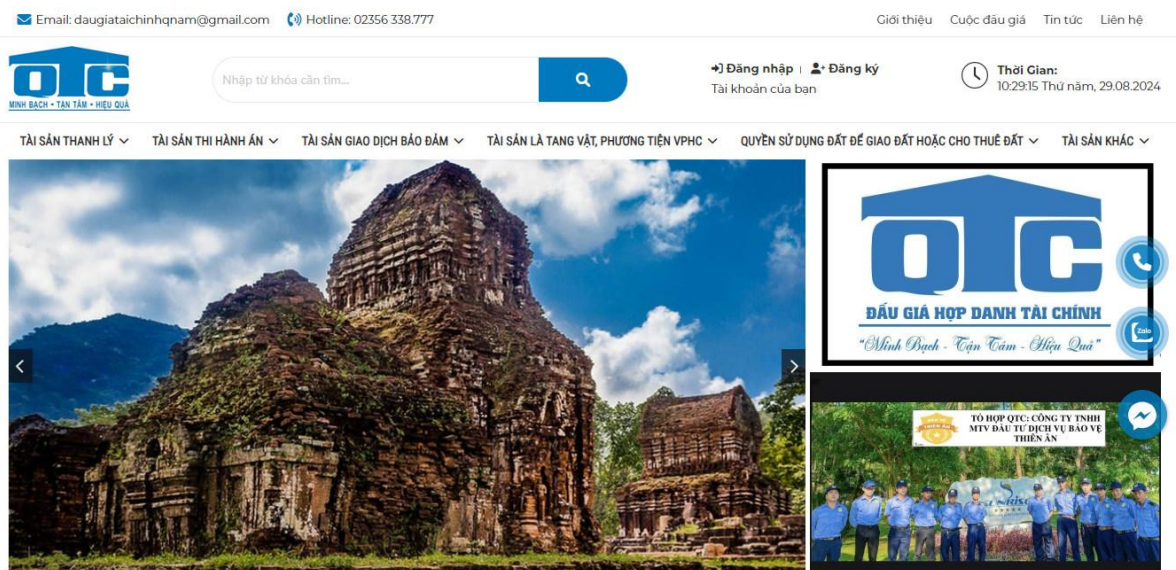 Email: daugiataichinhqnam@gmail.com
Hotline: 02356 338.777
Giới thiệu Cuộc đấu giá Tin tức Liên hệ
QTC
MINH BẠCH • TẬN TÂM • HIỆU QUẢ
Nhập từ khóa cần tìm...
Đăng nhập | Đăng ký
Tài khoản của bạn
Thời Gian:
10:29:15 Thứ năm, 29.08.2024
TÀI SẢN THANH LÝ TÀI SẢN THI HÀNH ÁN TÀI SẢN GIAO DỊCH BẢO ĐẢM TÀI SẢN LÀ TANG VẬT, PHƯƠNG TIỆN VPHC QUYỀN SỬ DỤNG ĐẤT ĐỂ GIAO ĐẤT HOẶC CHO THUÊ ĐẤT TÀI SẢN KHÁC
QTC
ĐẤU GIÁ HỢP DANH TÀI CHÍNH
"Minh Bạch - Tận Tâm - Hiệu Quả"
Zalo
THIÊN ÂN
TỔ HỢP QTC: CÔNG TY TNHH
MTV ĐẦU TƯ DỊCH VỤ BẢO VỆ
THIÊN ÂN